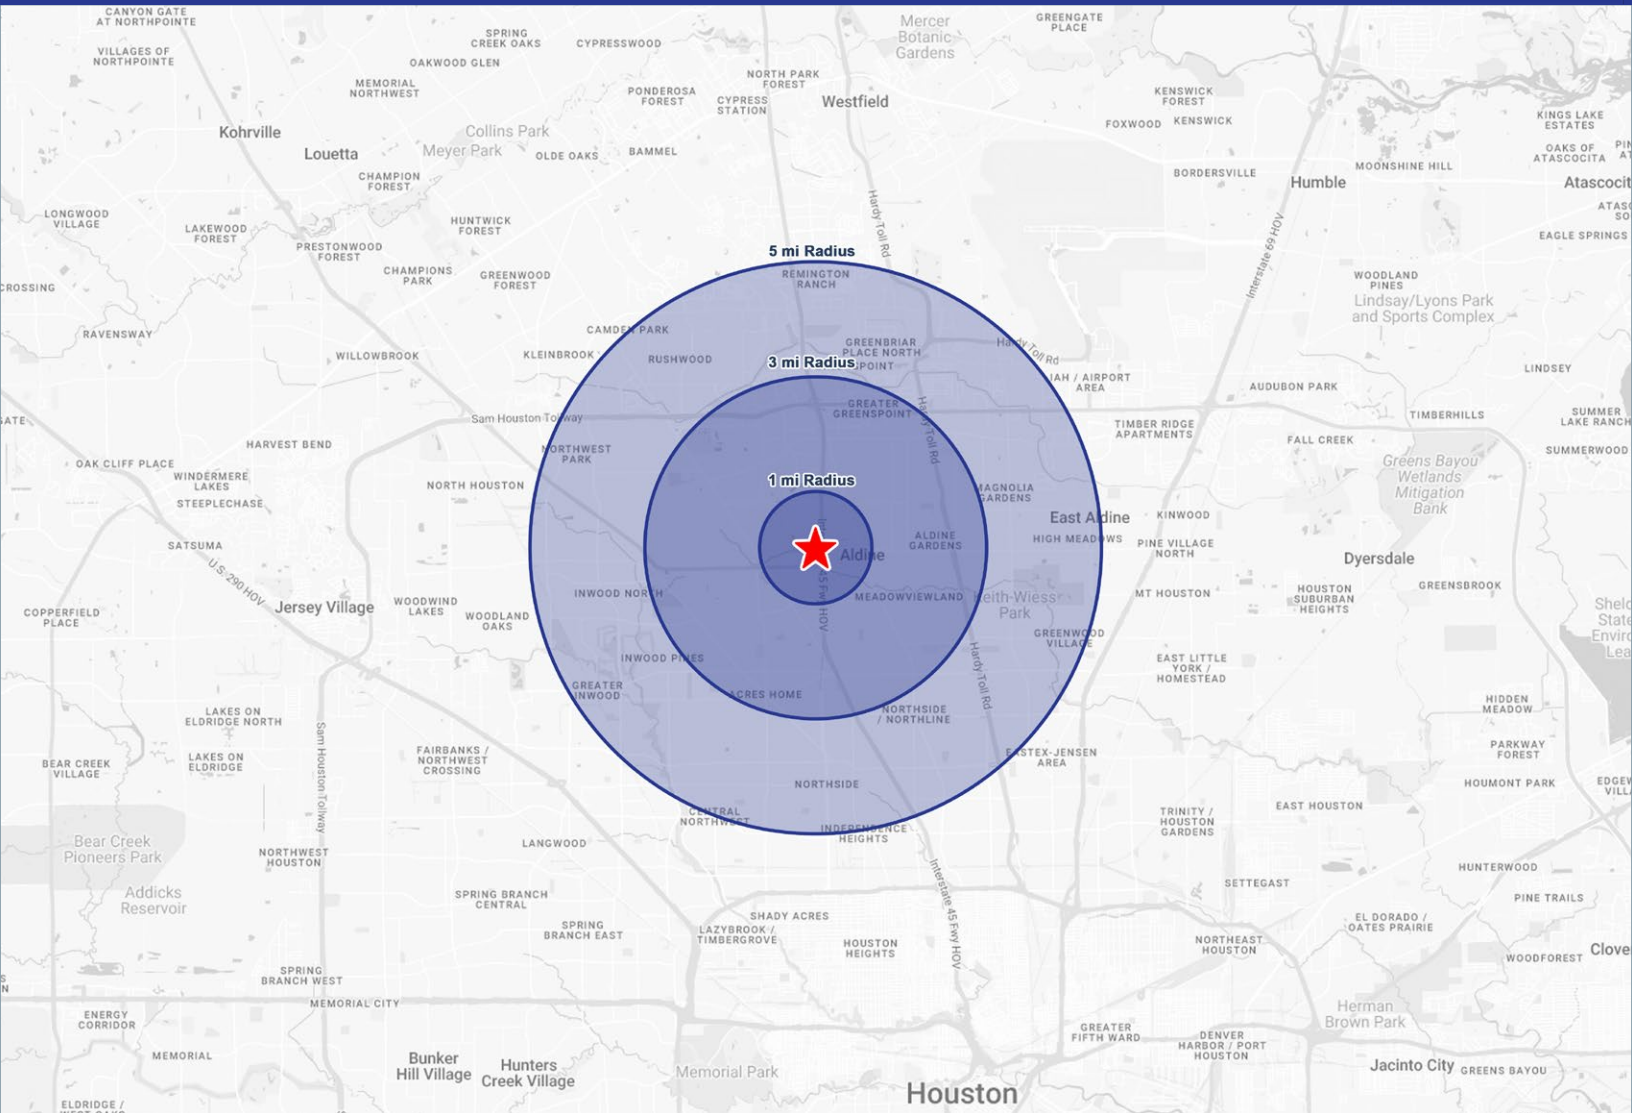 CANYON GATE
AT NORTHPOINTE
VILLAGES OF
NORTHPOINTE
SPRING
CREEK OAKS
CYPRESSWOOD
OAKWOOD GLEN
MEMORIAL
NORTHWEST
Mercer
Botanic
Gardens
GREENGATE
PLACE
NORTH PARK
FOREST
PONDEROSA
FOREST
CYPRESS
STATION
Westfield
KENSWICK
FOREST
FOXWOOD
KENSWICK
KINGS LAKE
ESTATES
Kohrville
Louetta
Collins Park
Meyer Park
OLDE OAKS
BAMMEL
CHAMPION
FOREST
BORDERSVILLE
MOONSHINE HILL
OAKS OF
ATASCOCITA
Humble
Atascocit
LONGWOOD
VILLAGE
LAKEWOOD
FOREST
HUNTWICK
FOREST
PRESTONWOOD
FOREST
Hardy Toll Rd
Interstate 69 HOV
EAGLE SPRINGS
5 mi Radius
REMINGTON
RANCH
CHAMPIONS
PARK
GREENWOOD
FOREST
CROSSING
WOODLAND
PINES
Lindsay/Lyons Park
and Sports Complex
RAVENSWAY
CAMDEN PARK
WILLOWBROOK
KLEINBROOK
RUSHWOOD
GREENBRIAR
PLACE NORTH
POINT
3 mi Radius
Hardy Toll Rd
IAH / AIRPORT
AREA
AUDUBON PARK
LINDSEY
GATE
Sam Houston Tollway
GREATER
GREENSPOINT
Hardy Toll Rd
TIMBER RIDGE
APARTMENTS
TIMBERHILLS
SUMMER
LAKE RANCH
HARVEST BEND
NORTHWEST
PARK
FALL CREEK
SUMMERWOOD
OAK CLIFF PLACE
WINDERMERE
LAKES
STEEPLECHASE
NORTH HOUSTON
1 mi Radius
MAGNOLIA
GARDENS
Greens Bayou
Wetlands
Mitigation
Bank
East Aldine
KINWOOD
SATSUMA
Aldine
ALDINE
GARDENS
HIGH MEADOWS
PINE VILLAGE
NORTH
Dyersdale
U.S. 290 HOV
45 Fwy HOV
COPPERFIELD
PLACE
Jersey Village
WOODWIND
LAKES
WOODLAND
OAKS
INWOOD NORTH
MEADOWVIEWLAND
Keith-Wiess
Park
MT HOUSTON
HOUSTON
SUBURBAN
HEIGHTS
GREENSBROOK
GREENWOOD
VILLAGE
INWOOD PINES
Hardy Toll Rd
EAST LITTLE
YORK /
HOMESTEAD
GREATER
INWOOD
ACRES HOME
NORTHSIDE
/ NORTHLINE
HIDDEN
MEADOW
LAKES ON
ELDRIDGE NORTH
Sam Houston Tollway
BEAR CREEK
VILLAGE
LAKES ON
ELDRIDGE
FAIRBANKS /
NORTHWEST
CROSSING
EASTEX-JENSEN
AREA
PARKWAY
FOREST
NORTHSIDE
HOUMONT PARK
CENTRAL
NORTHWEST
INDEPENDENCE
HEIGHTS
TRINITY /
HOUSTON
GARDENS
EAST HOUSTON
Bear Creek
Pioneers Park
NORTHWEST
HOUSTON
LANGWOOD
Interstate 45 Fwy HOV
HUNTERWOOD
Addicks
Reservoir
SPRING BRANCH
CENTRAL
SETTEGAST
PINE TRAILS
SPRING
BRANCH EAST
LAZYBROOK /
TIMBERGROVE
SHADY ACRES
HOUSTON
HEIGHTS
EL DORADO /
OATES PRAIRIE
NORTHEAST
HOUSTON
WOODFOREST
Clove
SPRING
BRANCH WEST
MEMORIAL CITY
ENERGY
CORRIDOR
Herman
Brown Park
GREATER
FIFTH WARD
DENVER
HARBOR / PORT
HOUSTON
MEMORIAL
Bunker
Hill Village
Hunters
Creek Village
Memorial Park
Jacinto City
GREENS BAYOU
Houston
ELDRIDGE /